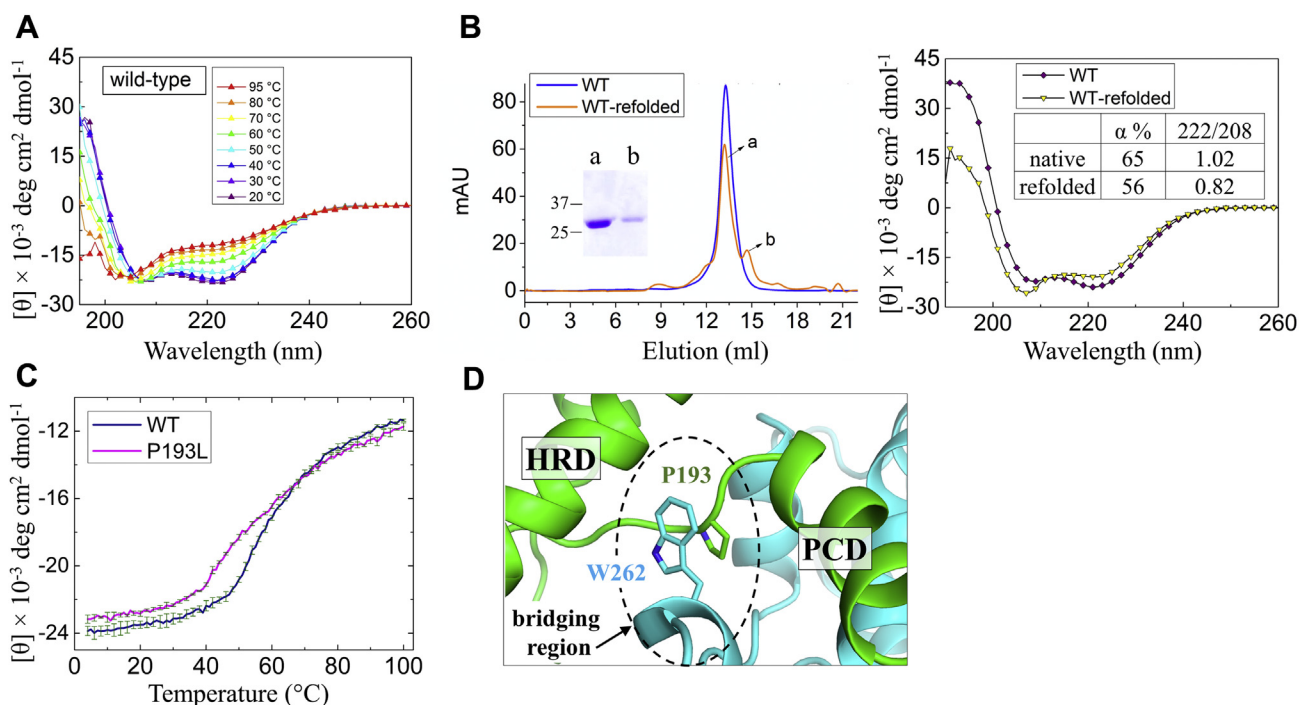 A
wild-type
95 °C
80 °C
70 °C
60 °C
50 °C
40 °C
30 °C
20 °C
45
30
15
0
-15
-30
[θ] × 10⁻³ deg cm² dmol⁻¹
200 220 240 260
Wavelength (nm)
B
WT
WT-refolded
80
60
40
20
0
mAU
a b
37
25
a
b
0 3 6 9 12 15 18 21
Elution (ml)
WT
WT-refolded
α % 222/208
native 65 1.02
refolded 56 0.82
45
30
15
0
-15
-30
[θ] × 10⁻³ deg cm² dmol⁻¹
200 220 240 260
Wavelength (nm)
C
WT
P193L
-12
-16
-20
-24
[θ] × 10⁻³ deg cm² dmol⁻¹
0 20 40 60 80 100
Temperature (°C)
D
HRD
P193
W262
PCD
bridging
region